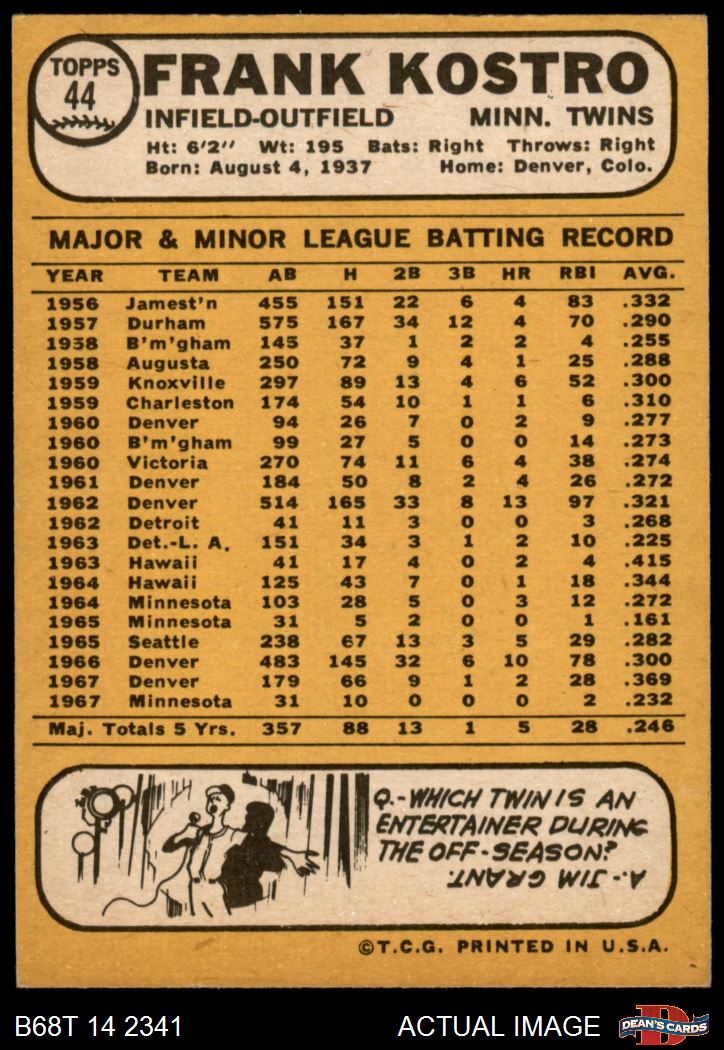 TOPPS
44
FRANK KOSTRO
INFIELD-OUTFIELD MINN. TWINS
Ht: 6'2" Wt: 195 Bats: Right Throws: Right
Born: August 4, 1937 Home: Denver, Colo.
MAJOR & MINOR LEAGUE BATTING RECORD
YEAR TEAM AB H 2B 3B HR RBI AVG.
1956 Jamest'n 455 151 22 6 4 83 .332
1957 Durham 575 167 34 12 4 70 .290
1958 B'm'gham 145 37 1 2 2 4 .255
1958 Augusta 250 72 9 4 1 25 .288
1959 Knoxville 297 89 13 4 6 52 .300
1959 Charleston 174 54 10 1 1 6 .310
1960 Denver 94 26 7 0 2 9 .277
1960 B'm'gham 99 27 5 0 0 14 .273
1960 Victoria 270 74 11 6 4 38 .274
1961 Denver 184 50 8 2 4 26 .272
1962 Denver 514 165 33 8 13 97 .321
1962 Detroit 41 11 3 0 0 3 .268
1963 Det.-L. A. 151 34 3 1 2 10 .225
1963 Hawaii 41 17 4 0 2 4 .415
1964 Hawaii 125 43 7 0 1 18 .344
1964 Minnesota 103 28 5 0 3 12 .272
1965 Minnesota 31 5 2 0 0 1 .161
1965 Seattle 238 67 13 3 5 29 .282
1966 Denver 483 145 32 6 10 78 .300
1967 Denver 179 66 9 1 2 28 .369
1967 Minnesota 31 10 0 0 0 2 .232
Maj. Totals 5 Yrs. 357 88 13 1 5 28 .246
Q.-WHICH TWIN IS AN
ENTERTAINER DURING
THE OFF-SEASON?
A.-JIM GRANT.
©T.C.G. PRINTED IN U.S.A.
B68T 14 2341 ACTUAL IMAGE
D
DEAN'S CARDS